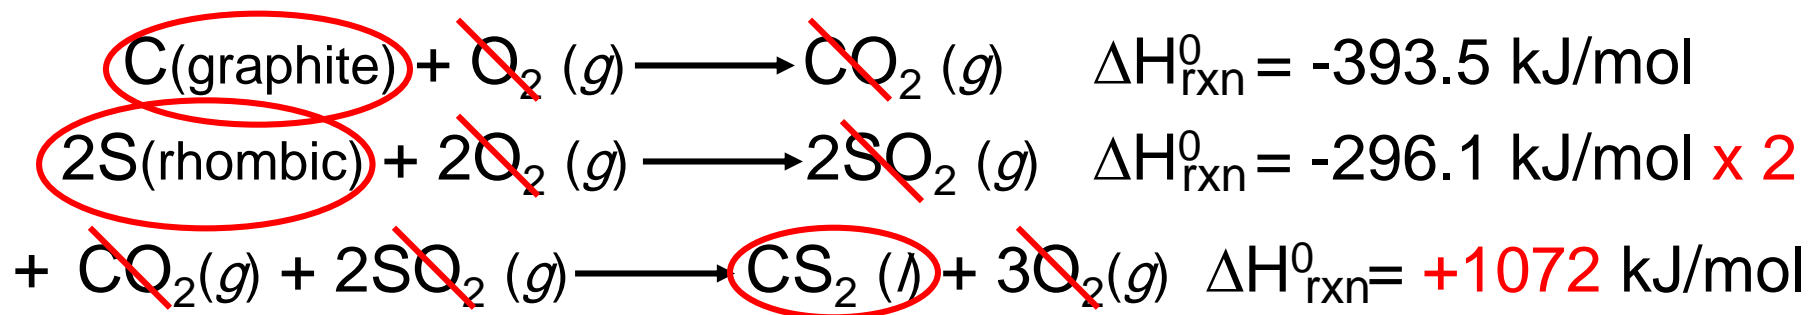 C(graphite) + O₂ (g) ⟶ CO₂ (g) ΔH⁰rxn = -393.5 kJ/mol
2S(rhombic) + 2O₂ (g) ⟶ 2SO₂ (g) ΔH⁰rxn = -296.1 kJ/mol x 2
+ CO₂(g) + 2SO₂ (g) ⟶ CS₂ (l) + 3O₂(g) ΔH⁰rxn= +1072 kJ/mol